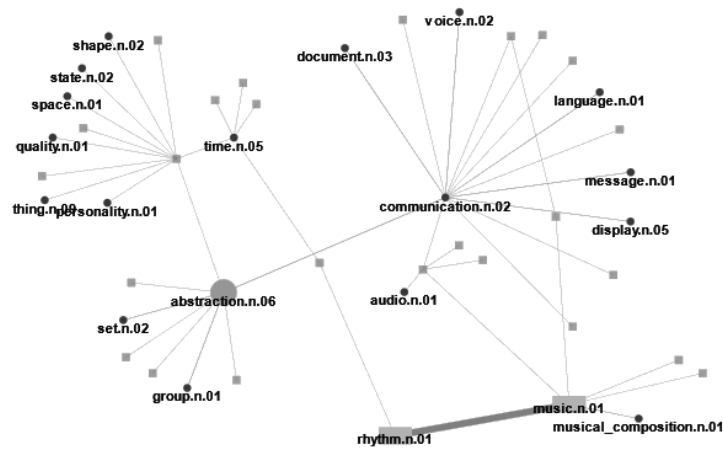 voice.n.02
shape.n.02
document.n.03
state.n.02
space.n.01
language.n.01
quality.n.01
time.n.05
message.n.01
thing.n.09
personality.n.01
communication.n.02
display.n.05
abstraction.n.06
audio.n.01
set.n.02
group.n.01
music.n.01
musical_composition.n.01
rhythm.n.01